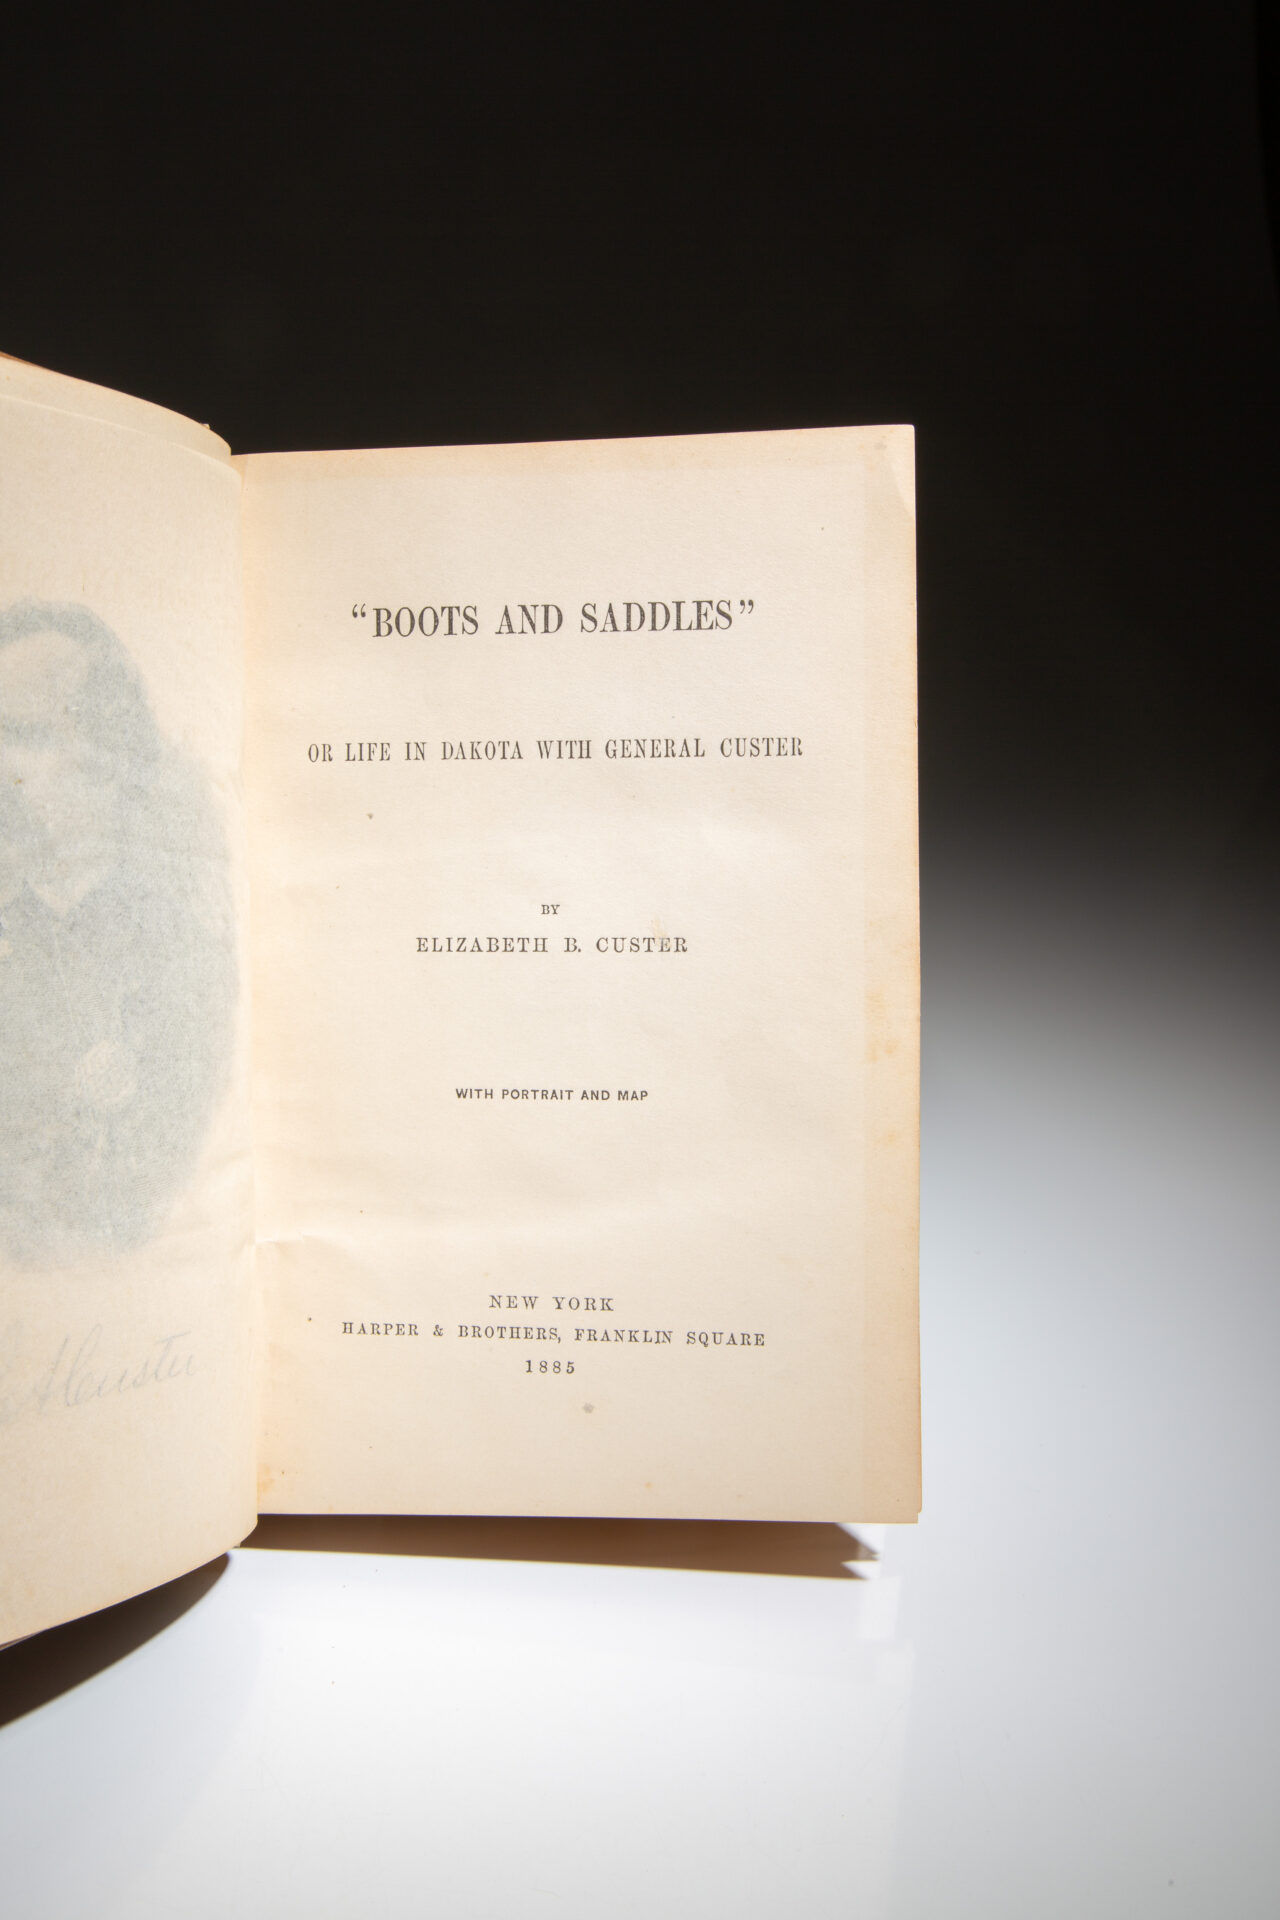 “BOOTS AND SADDLES”
OR LIFE IN DAKOTA WITH GENERAL CUSTER
BY
ELIZABETH B. CUSTER
WITH PORTRAIT AND MAP
NEW YORK
HARPER & BROTHERS, FRANKLIN SQUARE
1885
Custer